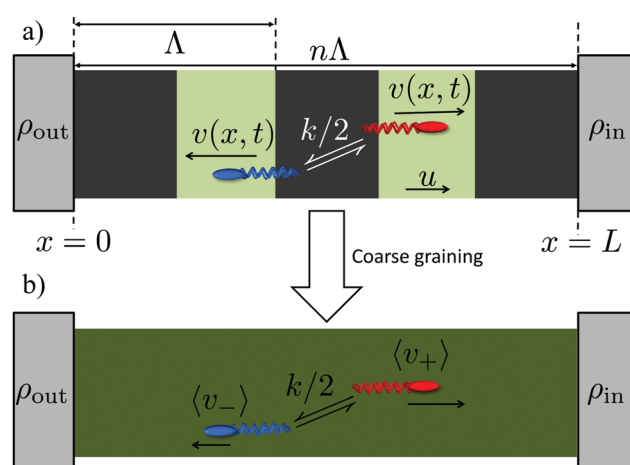 a)
Λ
nΛ
ρout
v(x, t)
k/2
v(x, t)
ρin
u
x = 0
x = L
Coarse graining
b)
ρout
⟨v−⟩
k/2
⟨v+⟩
ρin